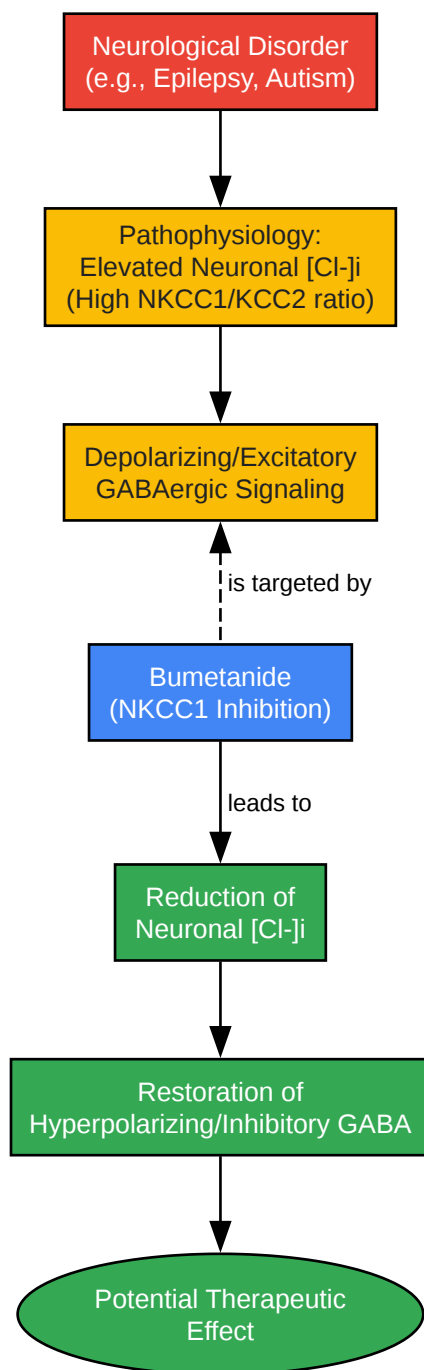 Neurological Disorder
(e.g., Epilepsy, Autism)
Pathophysiology:
Elevated Neuronal [Cl-]i
(High NKCC1/KCC2 ratio)
Depolarizing/Excitatory
GABAergic Signaling
is targeted by
Bumetanide
(NKCC1 Inhibition)
leads to
Reduction of
Neuronal [Cl-]i
Restoration of
Hyperpolarizing/Inhibitory GABA
Potential Therapeutic
Effect